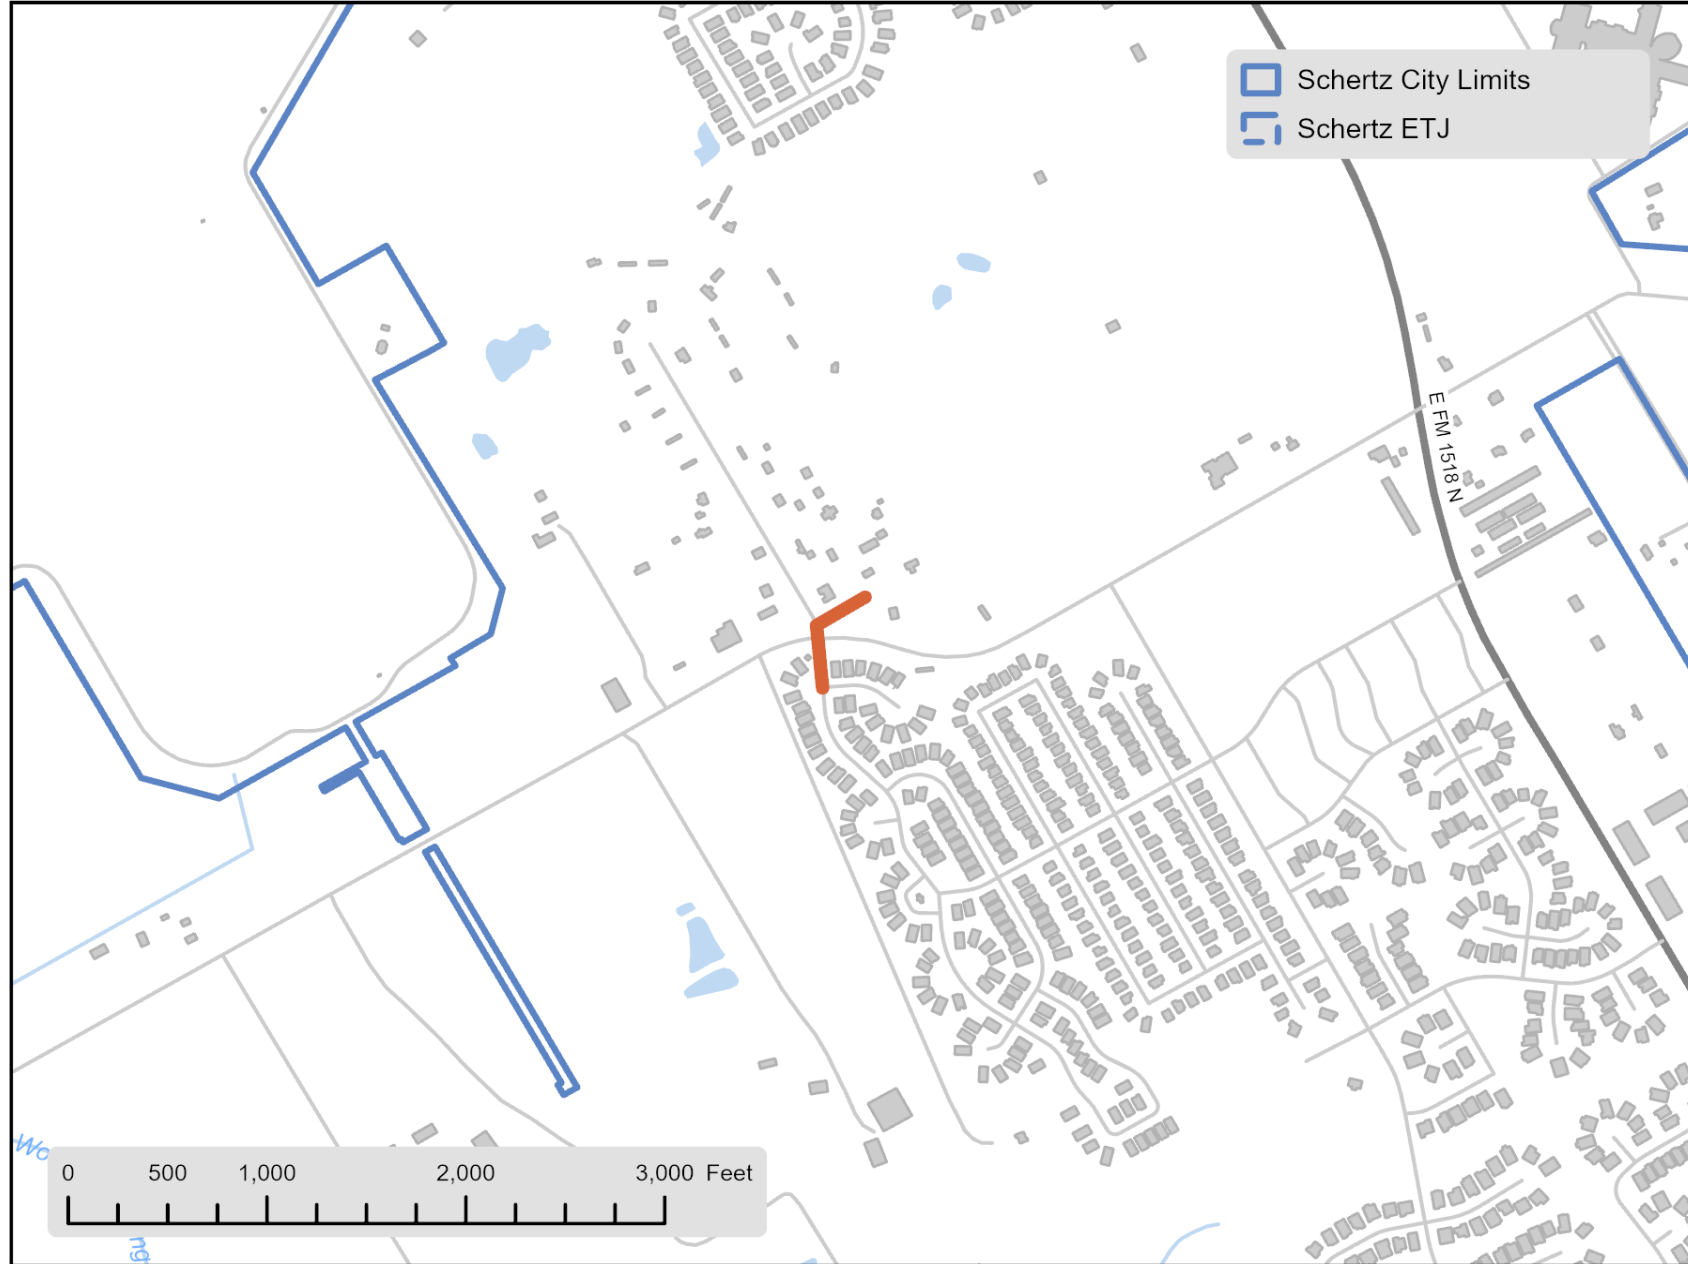 Schertz City Limits
Schertz ETJ
E FM 1518 N
0 500 1,000 2,000 3,000 Feet